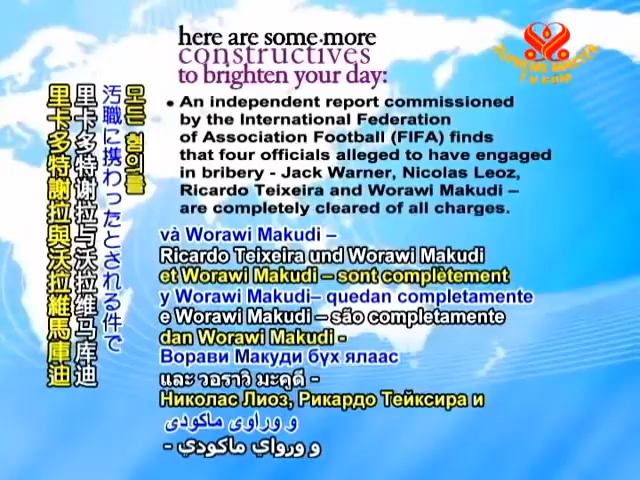 here are some more
constructives
to brighten your day:
SUPREME MASTER
TV.COM
• An independent report commissioned
by the International Federation
of Association Football (FIFA) finds
that four officials alleged to have engaged
in bribery - Jack Warner, Nicolas Leoz,
Ricardo Teixeira and Worawi Makudi –
are completely cleared of all charges.
모든 혐의를
汚職に携わったとされる件で
里卡多特谢拉与沃拉维马库迪
里卡多特謝拉與沃拉維馬庫迪
và Worawi Makudi –
Ricardo Teixeira und Worawi Makudi
et Worawi Makudi – sont complètement
y Worawi Makudi– quedan completamente
e Worawi Makudi – são completamente
dan Worawi Makudi -
Ворави Макуди бүх ялаас
และ วอราวิ มะคูดี -
Николас Лиоз, Рикардо Тейксира и
و وراوی ماکودی
و ورواي ماكودي -